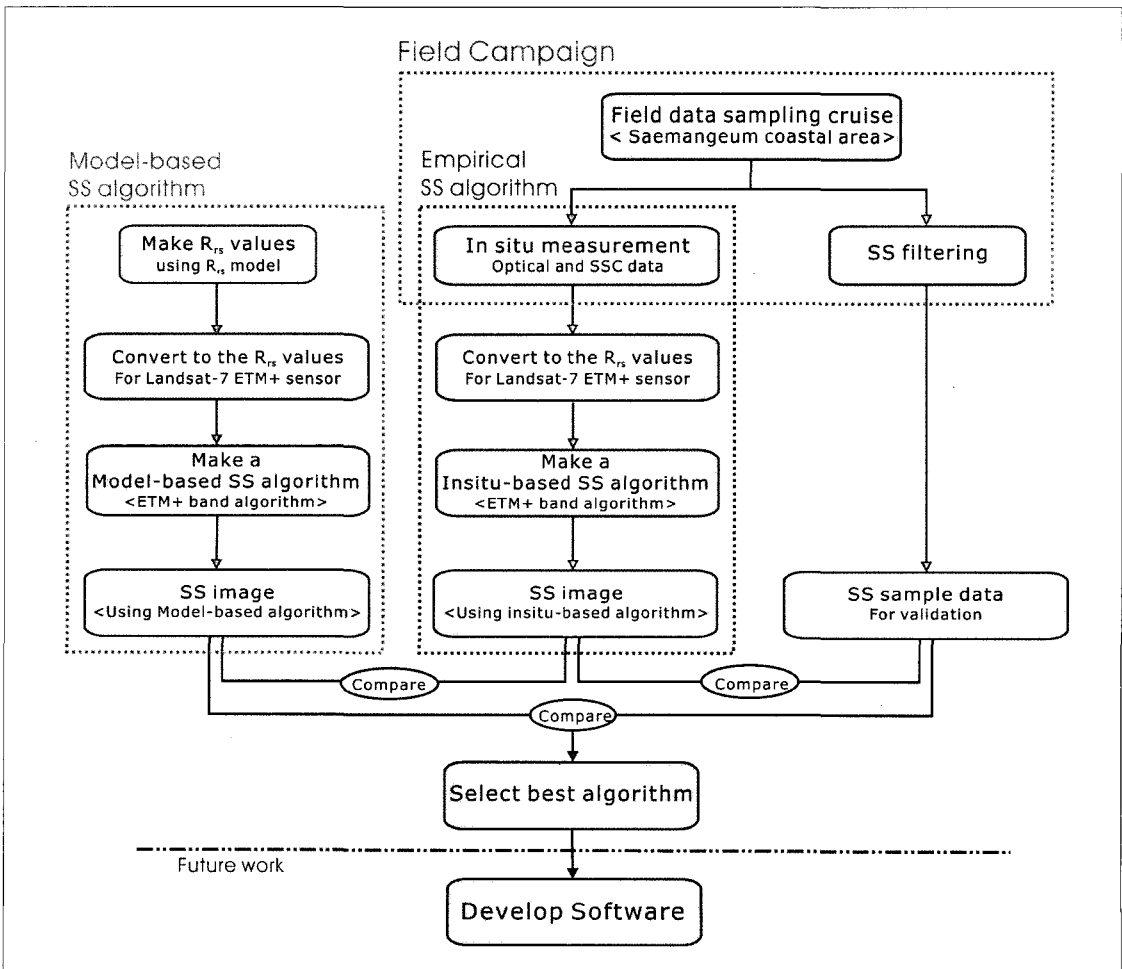 Field Campaign
Field data sampling cruise
< Saemangeum coastal area>
Model-based
SS algorithm
Empirical
SS algorithm
Make Rrs values
using Rrs model
In situ measurement
Optical and SSC data
SS filtering
Convert to the Rrs values
For Landsat-7 ETM+ sensor
Convert to the Rrs values
For Landsat-7 ETM+ sensor
Make a
Model-based SS algorithm
<ETM+ band algorithm>
Make a
Insitu-based SS algorithm
<ETM+ band algorithm>
SS image
<Using Model-based algorithm>
SS image
<Using insitu-based algorithm>
SS sample data
For validation
Compare
Compare
Compare
Select best algorithm
Future work
Develop Software